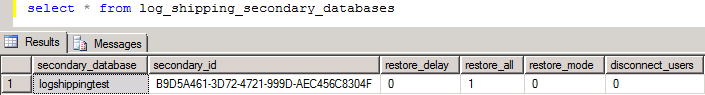 select * from log_shipping_secondary_databases
Results Messages
secondary_database secondary_id restore_delay restore_all restore_mode disconnect_users
1 logshippingtest B9D5A461-3D72-4721-999D-AEC456C8304F 0 1 0 0